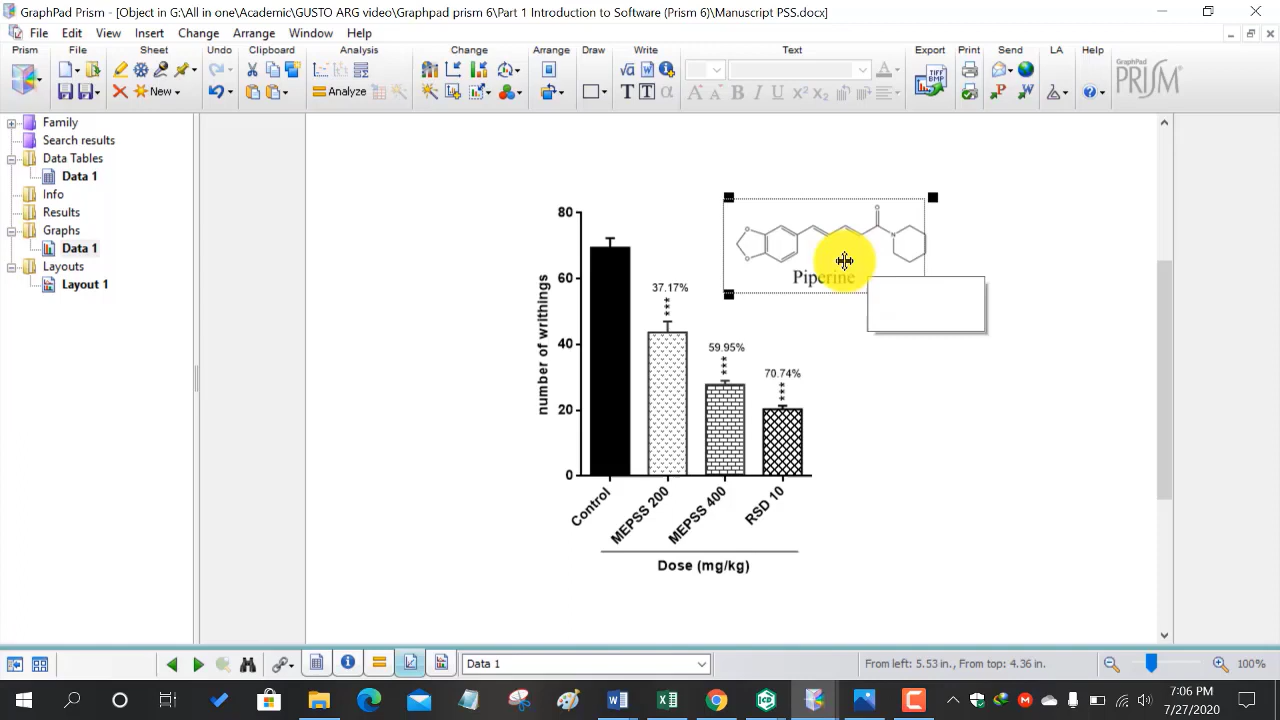 GraphPad Prism - [Object in G:\All in one\Academic\GUSTO ARG video\Graphpad prism 6\Part 1 Introduction to Software (Prism 6)\Manuscript PSS.docx]
File Edit View Insert Change Arrange Window Help
Prism File Sheet Undo Clipboard Analysis Change Arrange Draw Write Text Export Print Send LA Help
New
Analyze
TIFF
BMP
GraphPad
PRISM
Family
Search results
Data Tables
Data 1
Info
Results
Graphs
Data 1
Layouts
Layout 1
number of writhings
80
60
40
20
0
37.17%
***
59.95%
***
70.74%
***
O
O
O
N
Piperine
Control
MEPSS 200
MEPSS 400
RSD 10
Dose (mg/kg)
Data 1
From left: 5.53 in., From top: 4.36 in.
100%
7:06 PM
7/27/2020